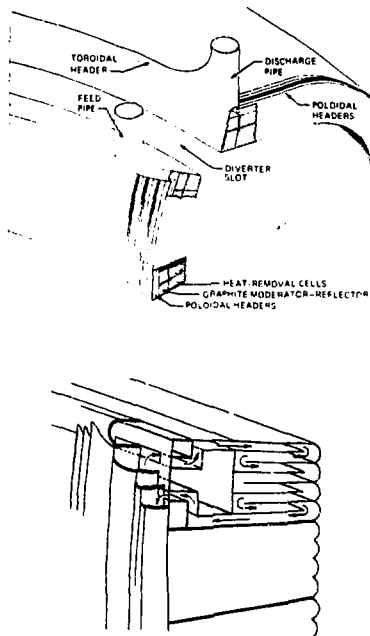 TOROIDAL
HEADER
DISCHARGE
PIPE
FEED
PIPE
POLOIDAL
HEADERS
DIVERTER
SLOT
HEAT-REMOVAL CELLS
GRAPHITE MODERATOR-REFLECTOR
POLOIDAL HEADERS